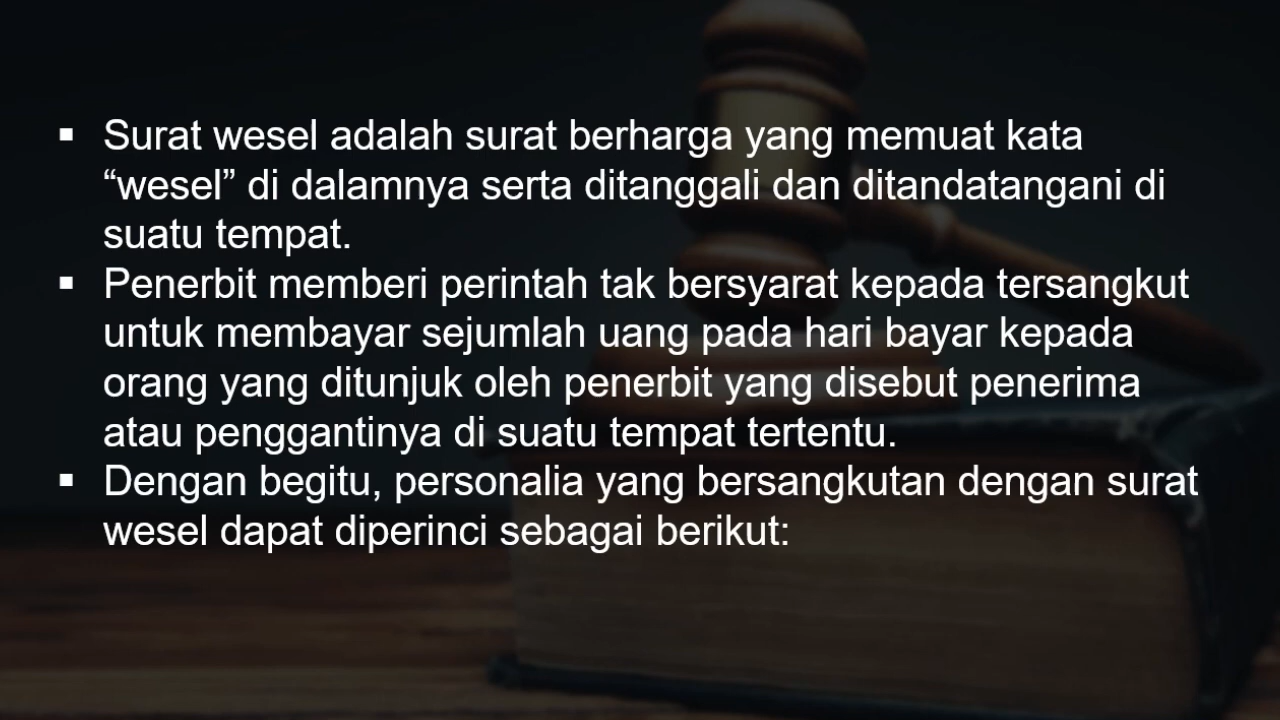 ▪ Surat wesel adalah surat berharga yang memuat kata
“wesel” di dalamnya serta ditanggali dan ditandatangani di
suatu tempat.
▪ Penerbit memberi perintah tak bersyarat kepada tersangkut
untuk membayar sejumlah uang pada hari bayar kepada
orang yang ditunjuk oleh penerbit yang disebut penerima
atau penggantinya di suatu tempat tertentu.
▪ Dengan begitu, personalia yang bersangkutan dengan surat
wesel dapat diperinci sebagai berikut: